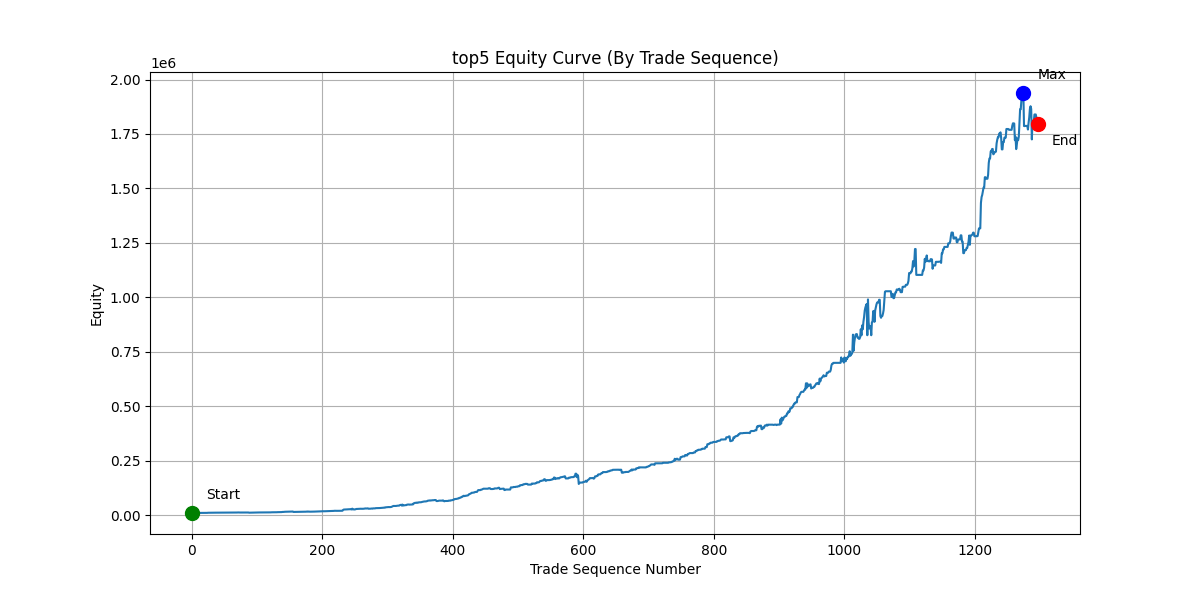 top5 Equity Curve (By Trade Sequence)
1e6
Max
2.00
End
1.75
1.50
1.25
1.00
Equity
0.75
0.50
0.25
Start
0.00
0 200 400 600 800 1000 1200
Trade Sequence Number